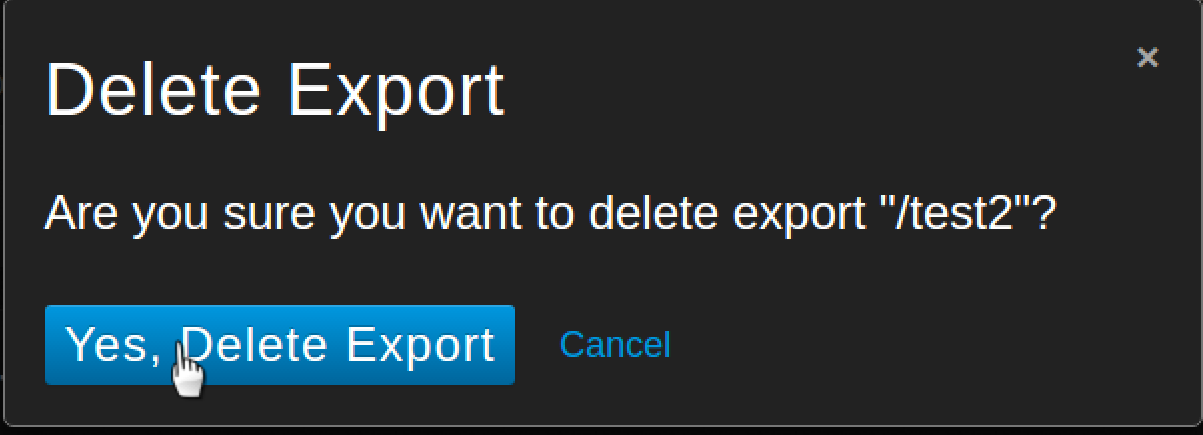 Delete Export
×
Are you sure you want to delete export "/test2"?
Yes, Delete Export
Cancel